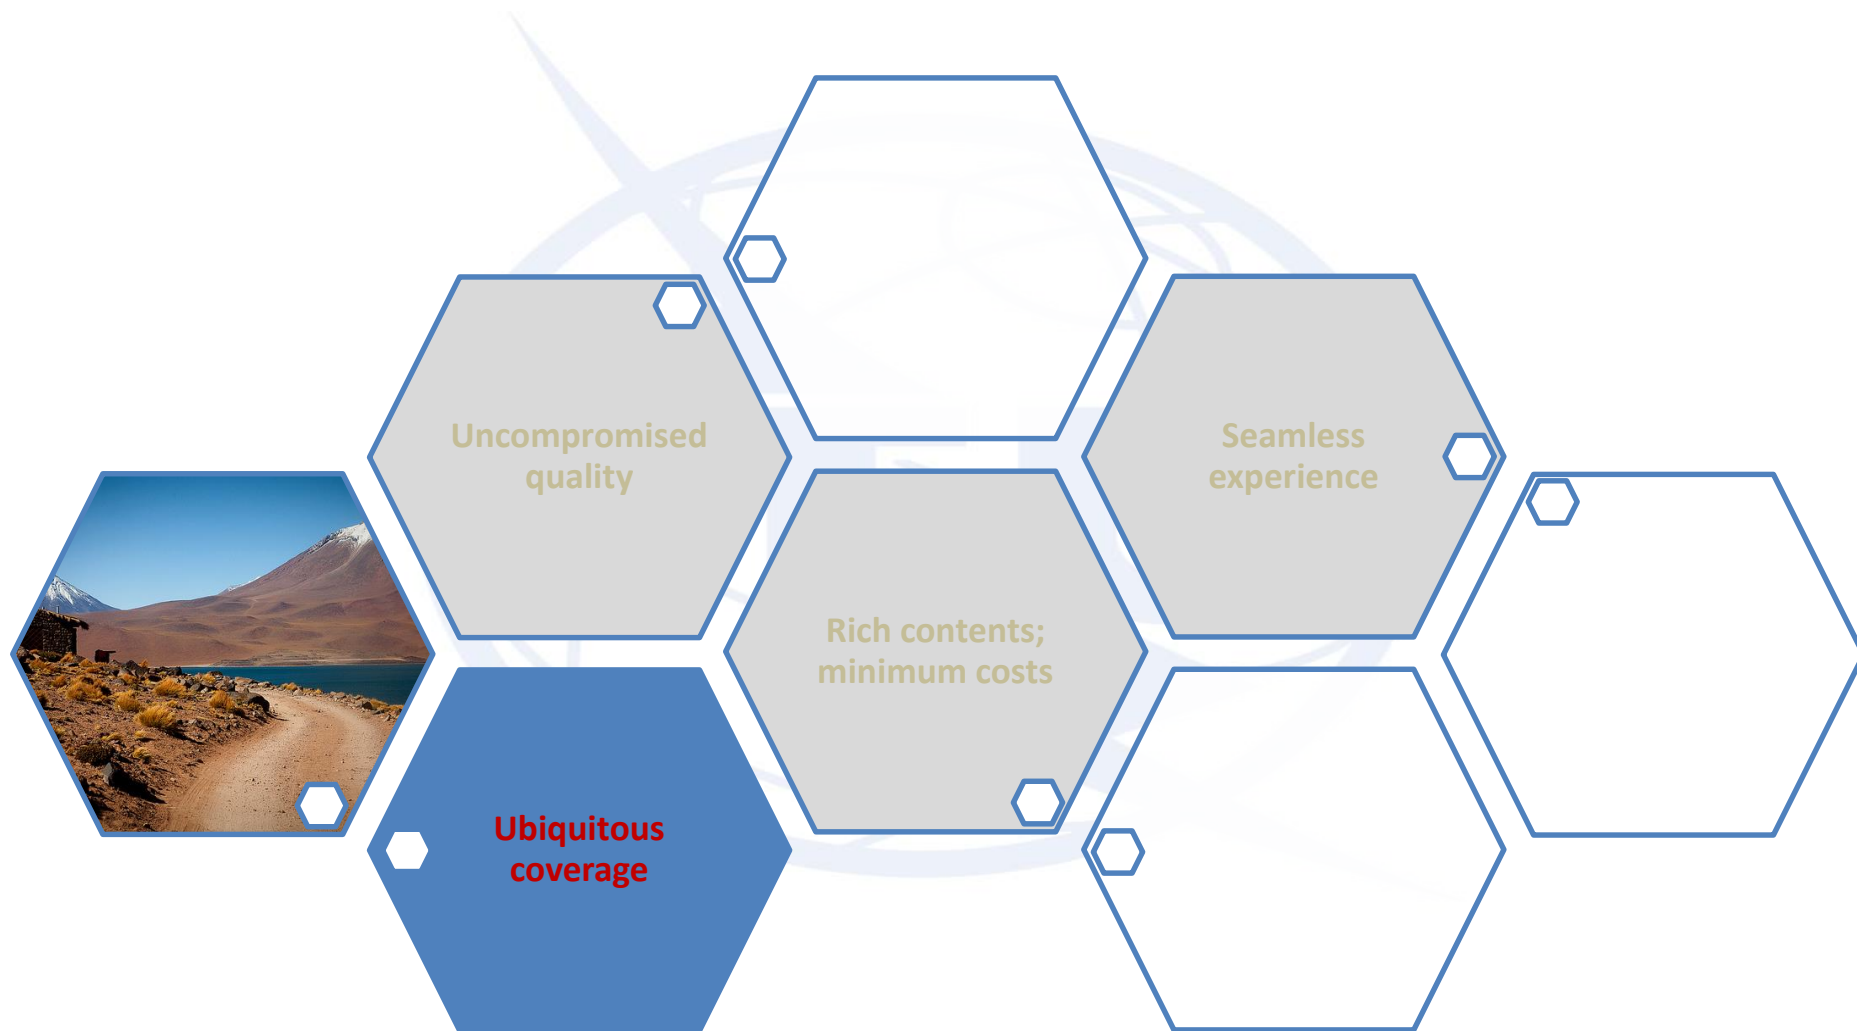 Uncompromised
quality
Seamless
experience
Rich contents;
minimum costs
Ubiquitous
coverage